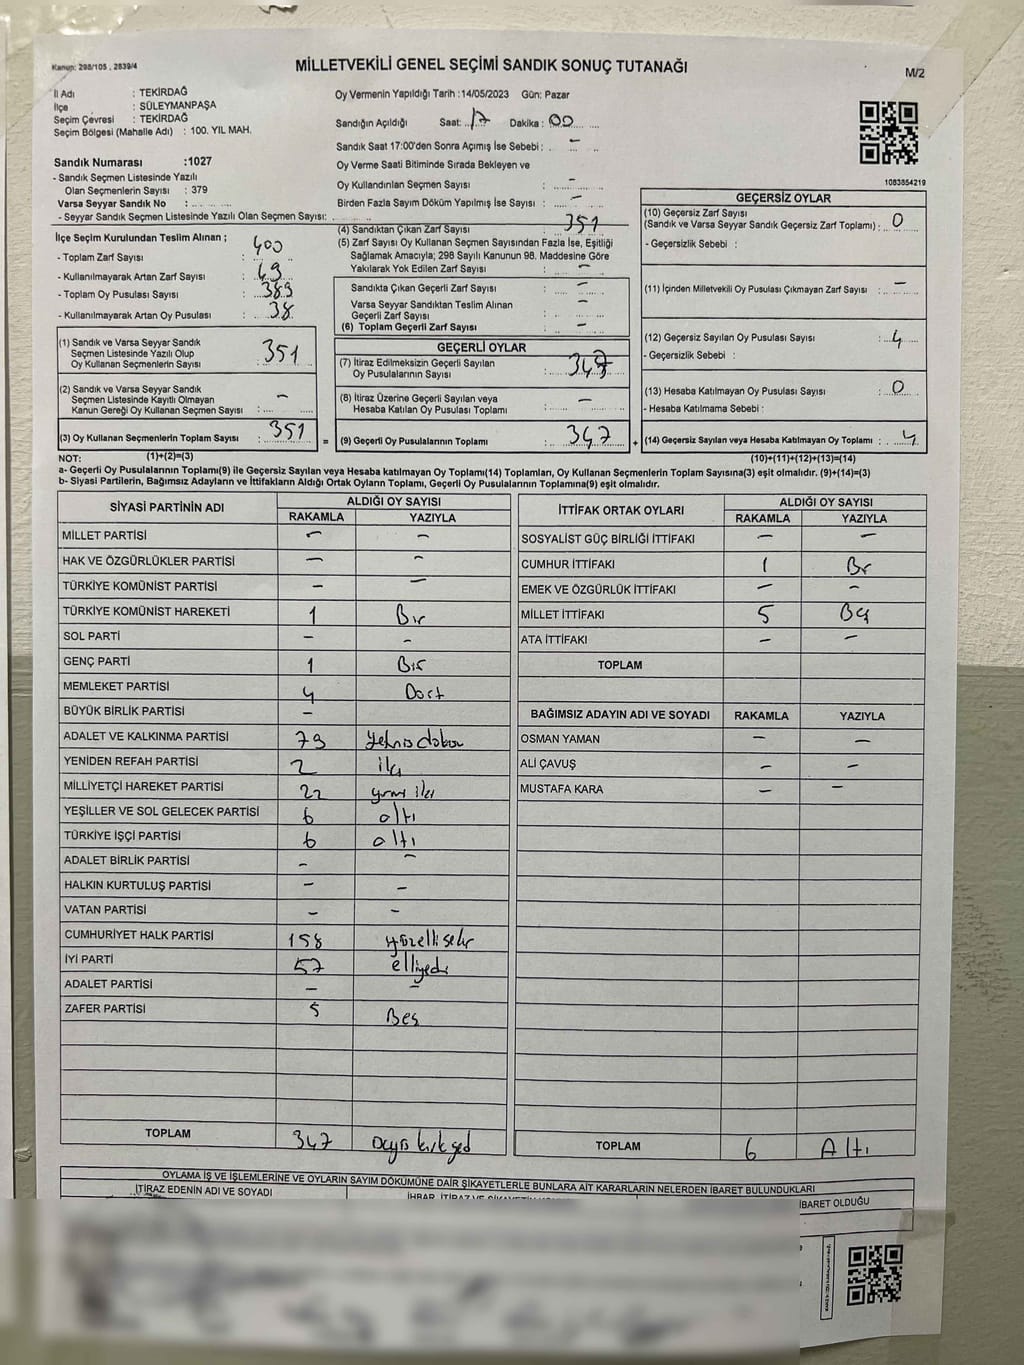 Kanun: 298/105 , 2839/4
MİLLETVEKİLİ GENEL SEÇİMİ SANDIK SONUÇ TUTANAĞI
M/2
İl Adı : TEKİRDAĞ
İlçe : SÜLEYMANPAŞA
Seçim Çevresi : TEKİRDAĞ
Seçim Bölgesi (Mahalle Adı) : 100. YIL MAH.
Sandık Numarası :1027
- Sandık Seçmen Listesinde Yazılı
Olan Seçmenlerin Sayısı : 379
Varsa Seyyar Sandık No :
- Seyyar Sandık Seçmen Listesinde Yazılı Olan Seçmen Sayısı:
Oy Vermenin Yapıldığı Tarih :14/05/2023 Gün: Pazar
Sandığın Açıldığı Saat: 17 Dakika : 00
Sandık Saat 17:00'den Sonra Açımış İse Sebebi : -
Oy Verme Saati Bitiminde Sırada Bekleyen ve
Oy Kullandırılan Seçmen Sayısı : -
Birden Fazla Sayım Döküm Yapılmış İse Sayısı : -
1083854219
İlçe Seçim Kurulundan Teslim Alınan ;
- Toplam Zarf Sayısı : 400
- Kullanılmayarak Artan Zarf Sayısı : 49
- Toplam Oy Pusulası Sayısı : 389
- Kullanılmayarak Artan Oy Pusulası : 38
(1) Sandık ve Varsa Seyyar Sandık
Seçmen Listesinde Yazılı Olup
Oy Kullanan Seçmenlerin Sayısı : 351
(2) Sandık ve Varsa Seyyar Sandık
Seçmen Listesinde Kayıtlı Olmayan
Kanun Gereği Oy Kullanan Seçmen Sayısı : -
(3) Oy Kullanan Seçmenlerin Toplam Sayısı : 351
(4) Sandıktan Çıkan Zarf Sayısı : 351
(5) Zarf Sayısı Oy Kullanan Seçmen Sayısından Fazla İse, Eşitliği
Sağlamak Amacıyla; 298 Sayılı Kanunun 98. Maddesine Göre
Yakılarak Yok Edilen Zarf Sayısı : -
Sandıkta Çıkan Geçerli Zarf Sayısı : -
Varsa Seyyar Sandıktan Teslim Alınan
Geçerli Zarf Sayısı : -
(6) Toplam Geçerli Zarf Sayısı : -
GEÇERLİ OYLAR
(7) İtiraz Edilmeksizin Geçerli Sayılan
Oy Pusulalarının Sayısı : 347
(8) İtiraz Üzerine Geçerli Sayılan veya
Hesaba Katılan Oy Pusulası Toplamı : -
= (9) Geçerli Oy Pusulalarının Toplamı : 347
GEÇERSİZ OYLAR
(10) Geçersiz Zarf Sayısı
(Sandık ve Varsa Seyyar Sandık Geçersiz Zarf Toplamı) : 0
- Geçersizlik Sebebi :
(11) İçinden Milletvekili Oy Pusulası Çıkmayan Zarf Sayısı : -
(12) Geçersiz Sayılan Oy Pusulası Sayısı : 4
- Geçersizlik Sebebi :
(13) Hesaba Katılmayan Oy Pusulası Sayısı : 0
- Hesaba Katılmama Sebebi :
+ (14) Geçersiz Sayılan veya Hesaba Katılmayan Oy Toplamı : 4
NOT: (1)+(2)=(3) (10)+(11)+(12)+(13)=(14)
a- Geçerli Oy Pusulalarının Toplamı(9) ile Geçersiz Sayılan veya Hesaba katılmayan Oy Toplamı(14) Toplamları, Oy Kullanan Seçmenlerin Toplam Sayısına(3) eşit olmalıdır. (9)+(14)=(3)
b- Siyasi Partilerin, Bağımsız Adayların ve İttifakların Aldığı Ortak Oyların Toplamı, Geçerli Oy Pusulalarının Toplamına(9) eşit olmalıdır.
SİYASİ PARTİNİN ADI ALDIĞI OY SAYISI
RAKAMLA YAZIYLA
MİLLET PARTİSİ - -
HAK VE ÖZGÜRLÜKLER PARTİSİ - -
TÜRKİYE KOMÜNİST PARTİSİ - -
TÜRKİYE KOMÜNİST HAREKETİ 1 Bir
SOL PARTİ - -
GENÇ PARTİ 1 Bir
MEMLEKET PARTİSİ 4 Dört
BÜYÜK BİRLİK PARTİSİ -
ADALET VE KALKINMA PARTİSİ 79
YENİDEN REFAH PARTİSİ 2 iki
MİLLİYETÇİ HAREKET PARTİSİ 22 yirmi iki
YEŞİLLER VE SOL GELECEK PARTİSİ 6 altı
TÜRKİYE İŞÇİ PARTİSİ 6 altı
ADALET BİRLİK PARTİSİ - -
HALKIN KURTULUŞ PARTİSİ - -
VATAN PARTİSİ - -
CUMHURİYET HALK PARTİSİ 158 yüzellisekiz
İYİ PARTİ 57 elliyedi
ADALET PARTİSİ - -
ZAFER PARTİSİ 5 Beş
TOPLAM 347
İTTİFAK ORTAK OYLARI ALDIĞI OY SAYISI
RAKAMLA YAZIYLA
SOSYALİST GÜÇ BİRLİĞİ İTTİFAKI - -
CUMHUR İTTİFAKI 1 Bir
EMEK VE ÖZGÜRLÜK İTTİFAKI - -
MİLLET İTTİFAKI 5 Beş
ATA İTTİFAKI - -
TOPLAM
BAĞIMSIZ ADAYIN ADI VE SOYADI RAKAMLA YAZIYLA
OSMAN YAMAN - -
ALİ ÇAVUŞ - -
MUSTAFA KARA - -
TOPLAM 6 Altı
OYLAMA İŞ VE İŞLEMLERİNE VE OYLARIN SAYIM DÖKÜMÜNE DAİR ŞİKAYETLERLE BUNLARA AİT KARARLARIN NELERDEN İBARET BULUNDUKLARI
İTİRAZ EDENİN ADI VE SOYADI
İBARET OLDUĞU